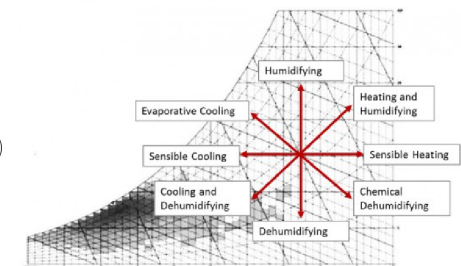 Humidifying
Heating and
Humidifying
Evaporative Cooling
Sensible Cooling
Sensible Heating
Cooling and
Dehumidifying
Chemical
Dehumidifying
Dehumidifying
)